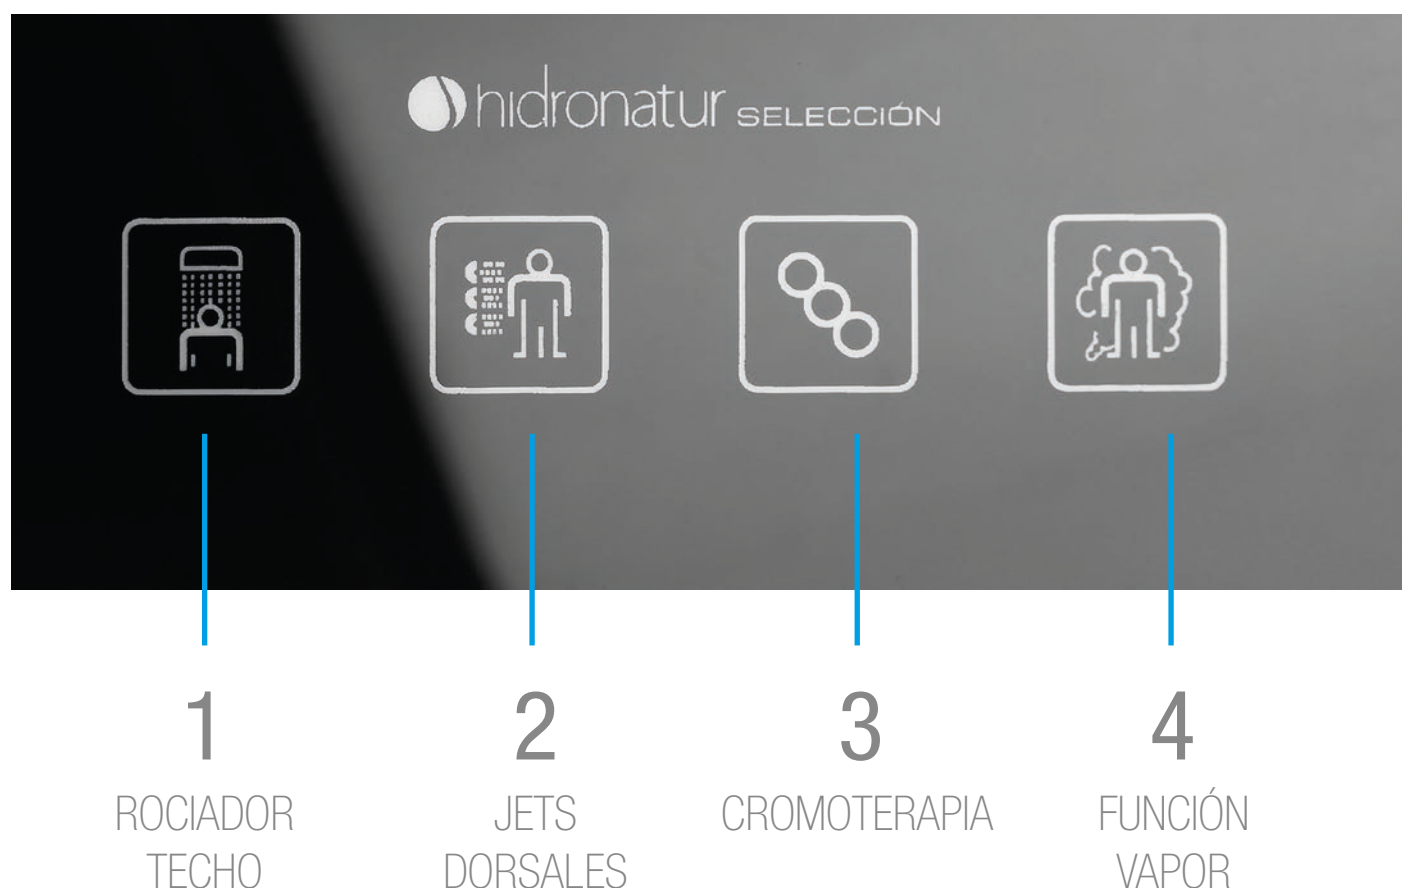 hidronatur SELECCIÓN
1 2 3 4
ROCIADOR TECHO
JETS DORSALES
CROMOTERAPIA
FUNCIÓN VAPOR